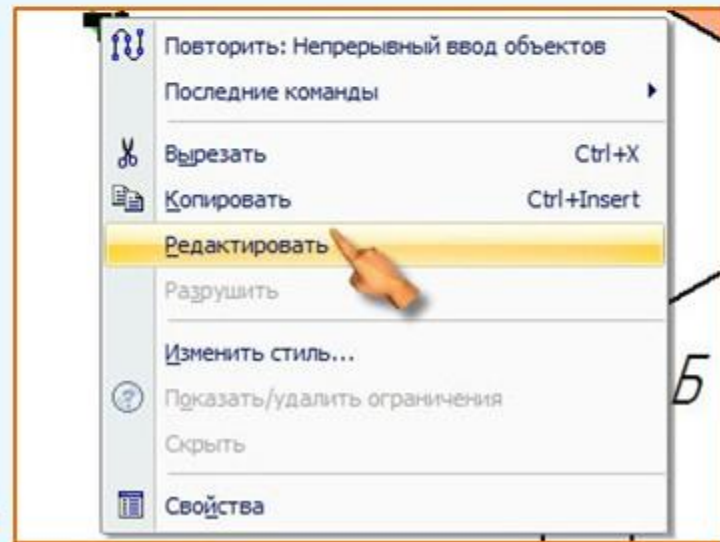 Повторить: Непрерывный ввод объектов
Последние команды
Вырезать Ctrl+X
Копировать Ctrl+Insert
Редактировать
Разрушить
Изменить стиль...
Показать/удалить ограничения
Скрыть
Свойства
Б